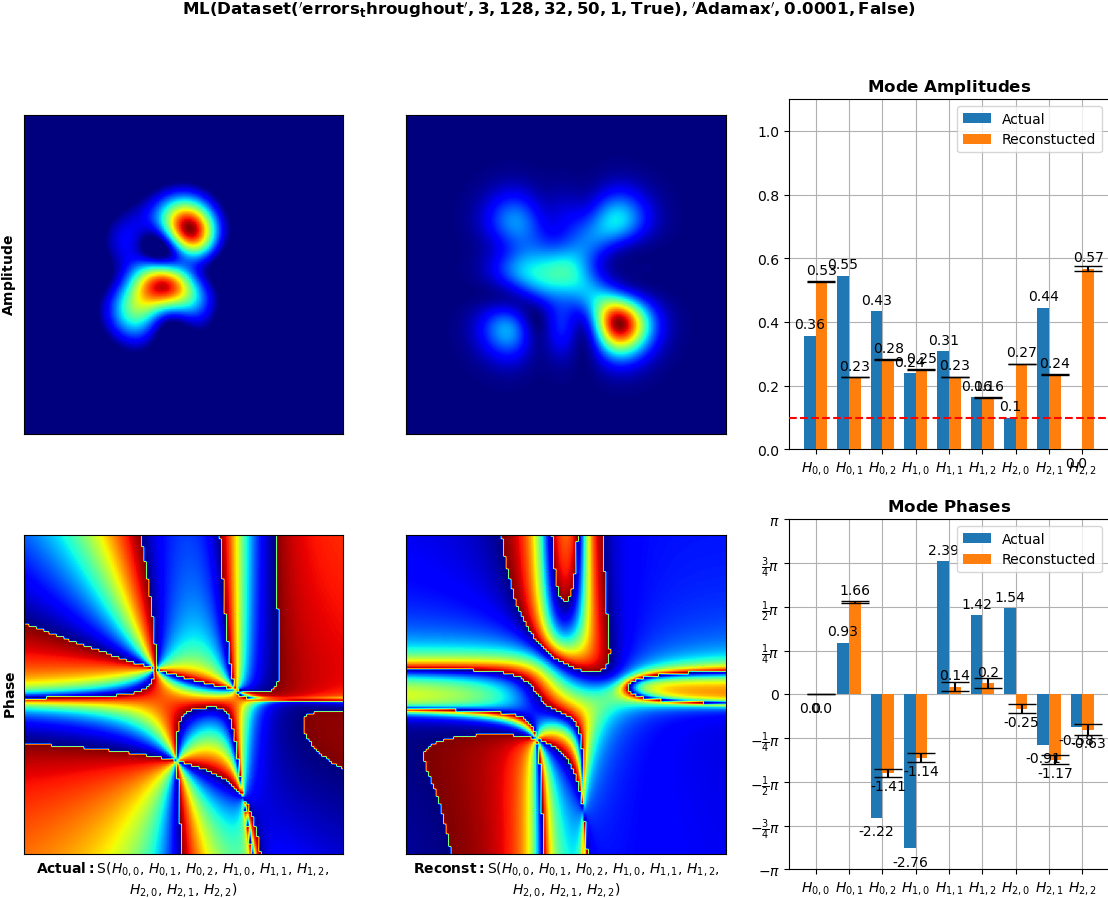 ML(Dataset('errors_throughout', 3, 128, 32, 50, 1, True), 'Adamax', 0.0001, False)
Amplitude
Mode Amplitudes
Actual
Reconstucted
1.0
0.8
0.6
0.4
0.2
0.0
0.36
0.53
0.55
0.23
0.43
0.28
0.24
0.25
0.31
0.23
0.16
0.16
0.1
0.27
0.44
0.24
0.0
0.57
H0,0 H0,1 H0,2 H1,0 H1,1 H1,2 H2,0 H2,1 H2,2
Phase
Mode Phases
Actual
Reconstucted
π
3/4π
1/2π
1/4π
0
−1/4π
−1/2π
−3/4π
−π
0.0
0.0
0.93
1.66
-2.22
-1.41
-2.76
-1.14
2.39
0.14
1.42
0.2
1.54
-0.25
-0.91
-1.17
-0.63
H0,0 H0,1 H0,2 H1,0 H1,1 H1,2 H2,0 H2,1 H2,2
Actual: S(H0,0, H0,1, H0,2, H1,0, H1,1, H1,2,
H2,0, H2,1, H2,2)
Reconst: S(H0,0, H0,1, H0,2, H1,0, H1,1, H1,2,
H2,0, H2,1, H2,2)